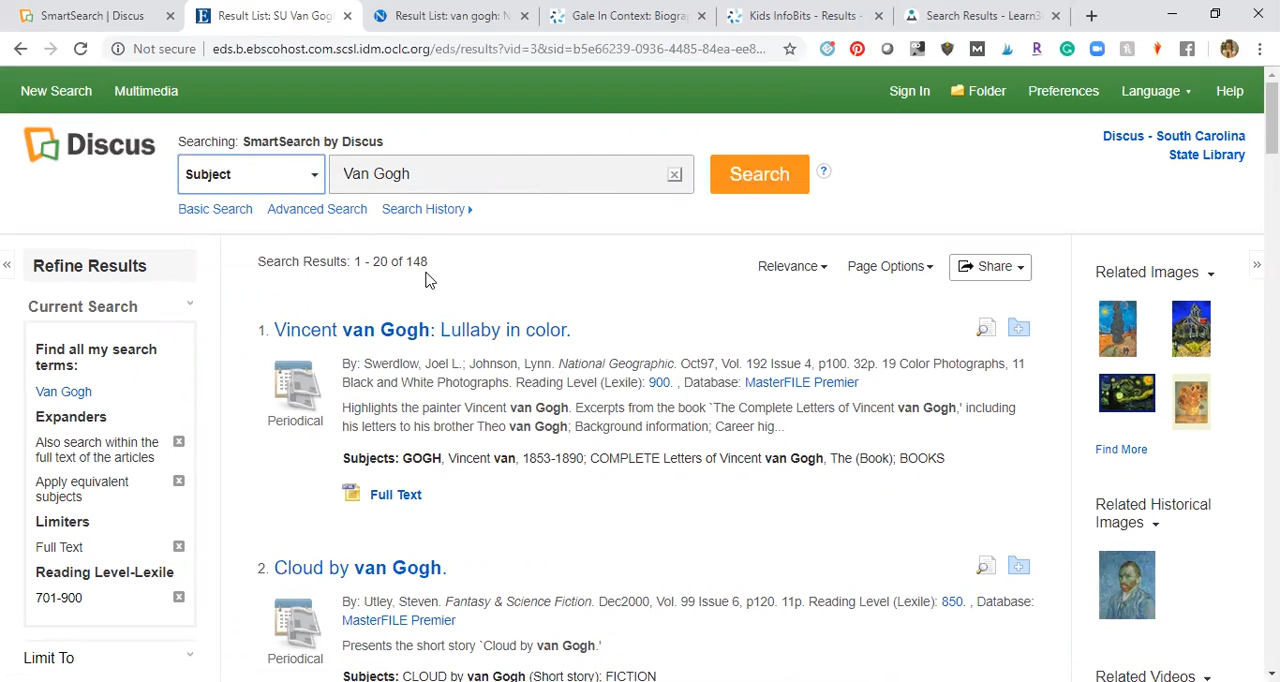 SmartSearch | Discus
Result List: SU Van Gog
Result List: van gogh: N
Gale In Context: Biogra
Kids InfoBits - Results -
Search Results - Learn3
Not secure | eds.b.ebscohost.com.scsl.idm.oclc.org/eds/results?vid=3&sid=b5e66239-0936-4485-84ea-ee8...
New Search Multimedia Sign In Folder Preferences Language Help
Discus
Searching: SmartSearch by Discus
Discus - South Carolina
State Library
Subject Van Gogh Search ?
Basic Search Advanced Search Search History
Refine Results
Current Search
Find all my search
terms:
Van Gogh
Expanders
Also search within the
full text of the articles
Apply equivalent
subjects
Limiters
Full Text
Reading Level-Lexile
701-900
Limit To
Search Results: 1 - 20 of 148
Relevance Page Options Share
1. Vincent van Gogh: Lullaby in color.
By: Swerdlow, Joel L.; Johnson, Lynn. National Geographic. Oct97, Vol. 192 Issue 4, p100. 32p. 19 Color Photographs, 11
Black and White Photographs. Reading Level (Lexile): 900. , Database: MasterFILE Premier
Periodical
Highlights the painter Vincent van Gogh. Excerpts from the book `The Complete Letters of Vincent van Gogh,' including
his letters to his brother Theo van Gogh; Background information; Career hig...
Subjects: GOgh, Vincent van, 1853-1890; COMPLETE Letters of Vincent van Gogh, The (Book); BOOKS
Full Text
2. Cloud by van Gogh.
By: Utley, Steven. Fantasy & Science Fiction. Dec2000, Vol. 99 Issue 6, p120. 11p. Reading Level (Lexile): 850. , Database:
MasterFILE Premier
Periodical
Presents the short story `Cloud by van Gogh.'
Subjects: CLOUD by van Gogh (Short story); FICTION
Related Images
Find More
Related Historical
Images
Related Videos